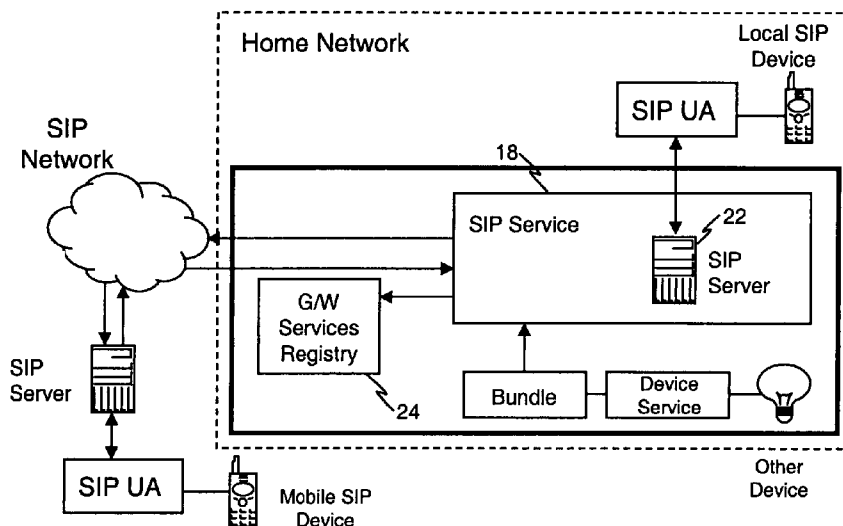 Home Network
Local SIP
Device
SIP UA
SIP
Network
18
SIP Service
22
SIP
Server
G/W
Services
Registry
24
Bundle
Device
Service
SIP
Server
SIP UA
Mobile SIP
Device
Other
Device